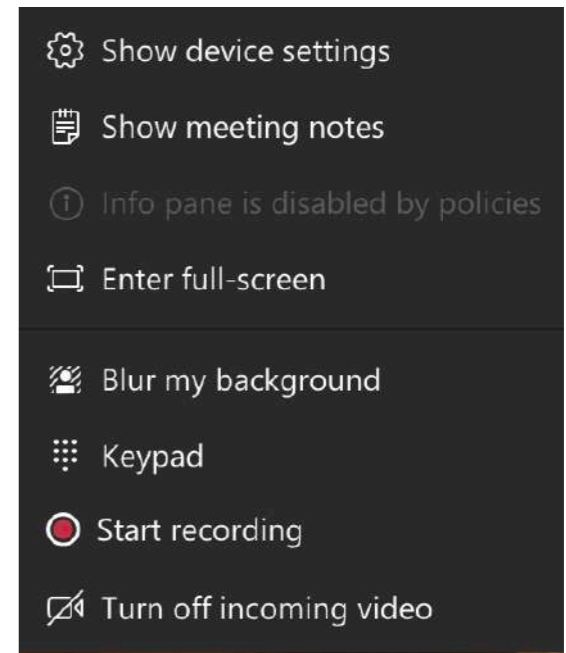 Show device settings
Show meeting notes
Info pane is disabled by policies
Enter full-screen
Blur my background
Keypad
Start recording
Turn off incoming video